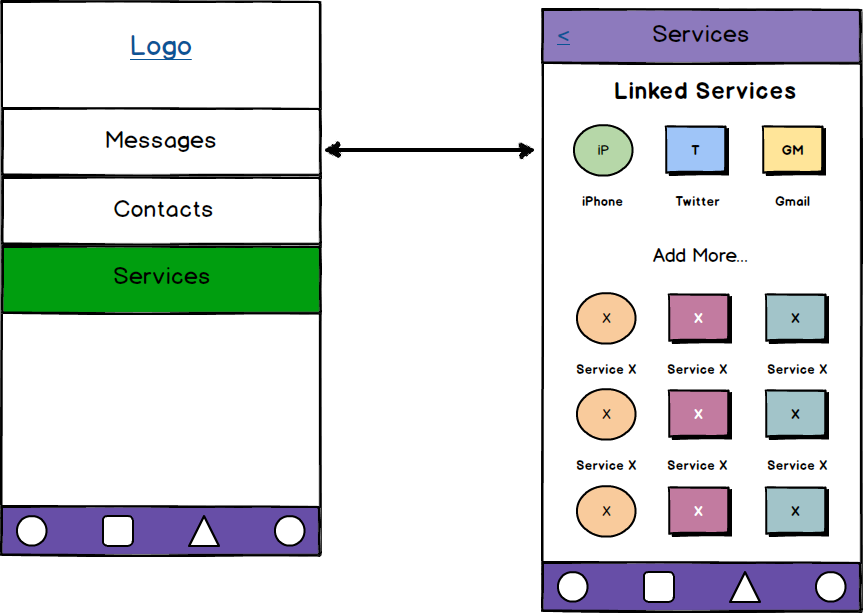 Logo
Messages
Contacts
Services
< Services
Linked Services
iP T GM
iPhone Twitter Gmail
Add More...
X X X
Service X Service X Service X
X X X
Service X Service X Service X
X X X